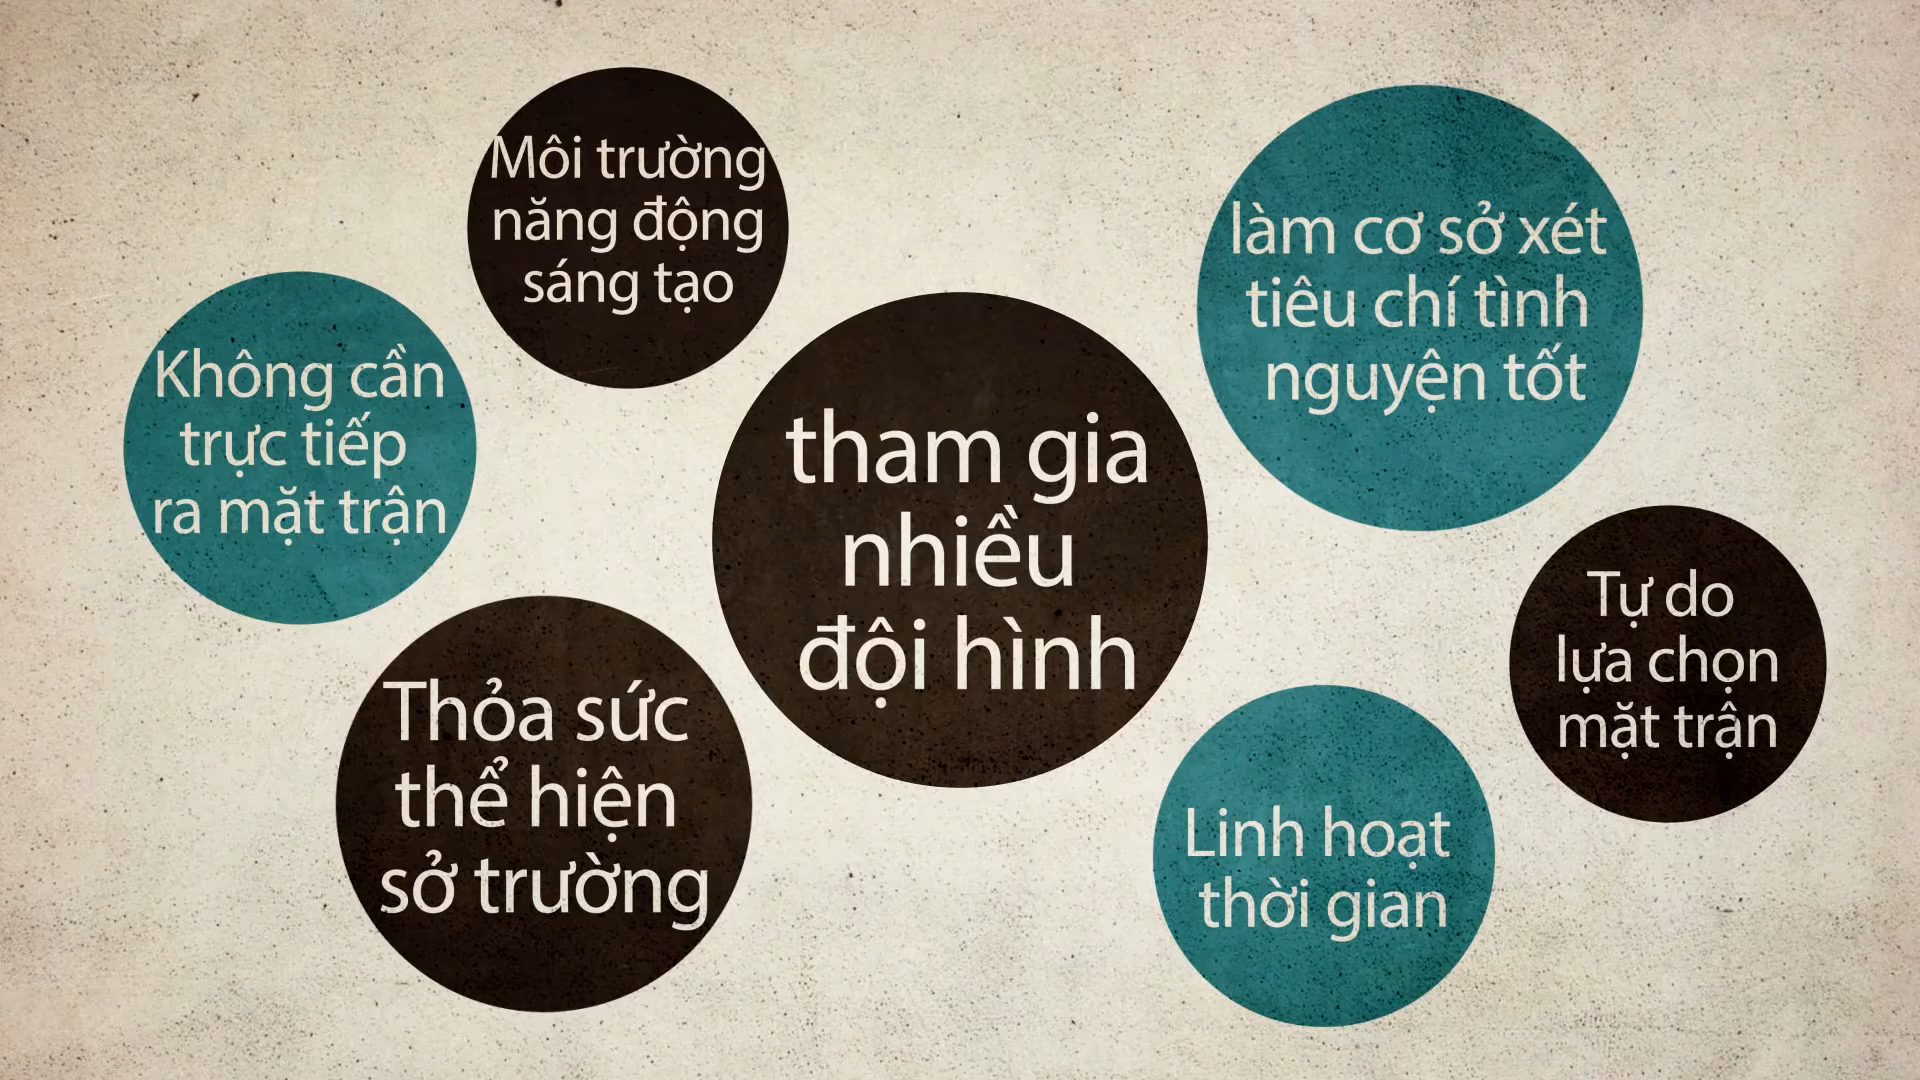 Môi trường
năng động
sáng tạo
làm cơ sở xét
tiêu chí tình
nguyện tốt
Không cần
trực tiếp
ra mặt trận
tham gia
nhiều
đội hình
Tự do
lựa chọn
mặt trận
Thỏa sức
thể hiện
sở trường
Linh hoạt
thời gian